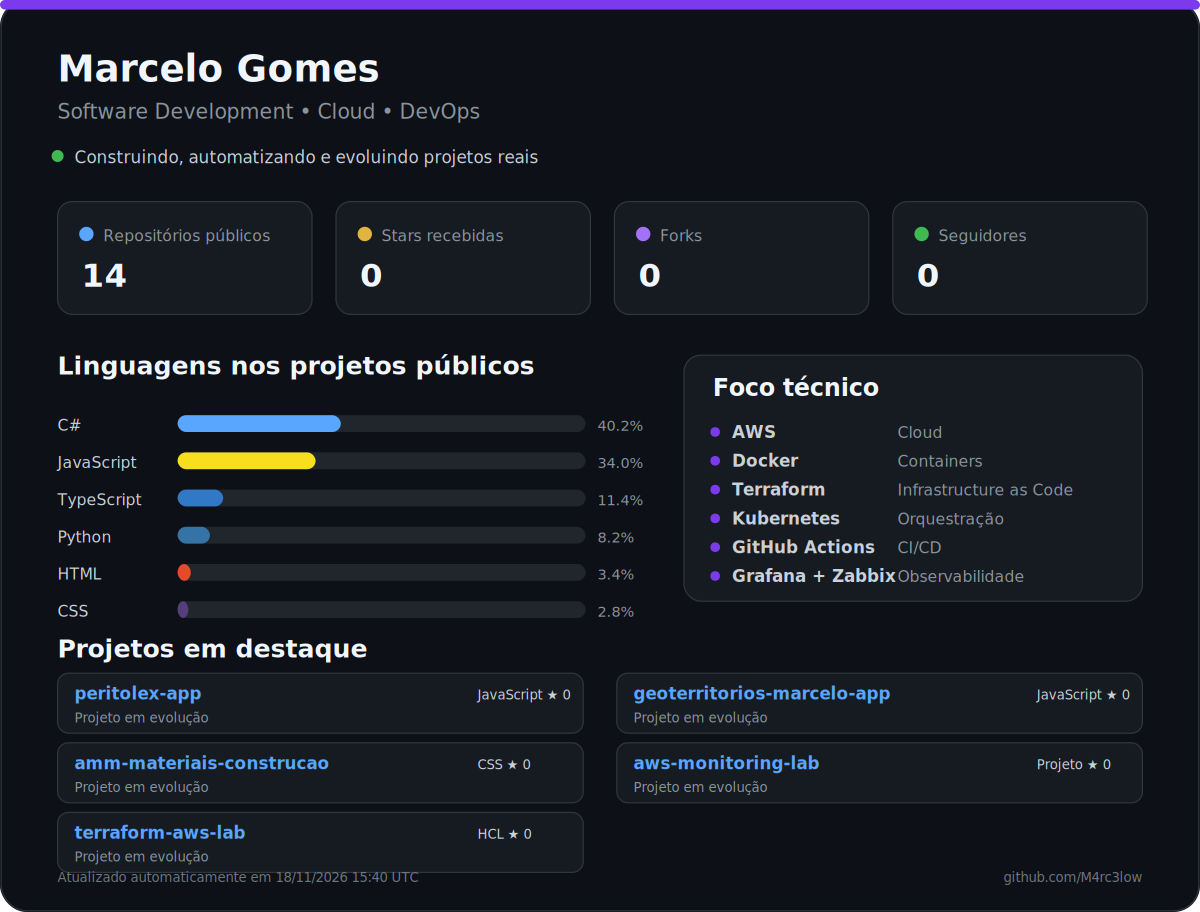 Marcelo Gomes
Software Development • Cloud • DevOps
Construindo, automatizando e evoluindo projetos reais
Repositórios públicos
14
Stars recebidas
0
Forks
0
Seguidores
0
Linguagens nos projetos públicos
C# 40.2%
JavaScript 34.0%
TypeScript 11.4%
Python 8.2%
HTML 3.4%
CSS 2.8%
Foco técnico
AWS Cloud
Docker Containers
Terraform Infrastructure as Code
Kubernetes Orquestração
GitHub Actions CI/CD
Grafana + Zabbix Observabilidade
Projetos em destaque
peritolex-app JavaScript ★ 0
Projeto em evolução
geoterritorios-marcelo-app JavaScript ★ 0
Projeto em evolução
amm-materiais-construcao CSS ★ 0
Projeto em evolução
aws-monitoring-lab Projeto ★ 0
Projeto em evolução
terraform-aws-lab HCL ★ 0
Projeto em evolução
Atualizado automaticamente em 18/11/2026 15:40 UTC
github.com/M4rc3low